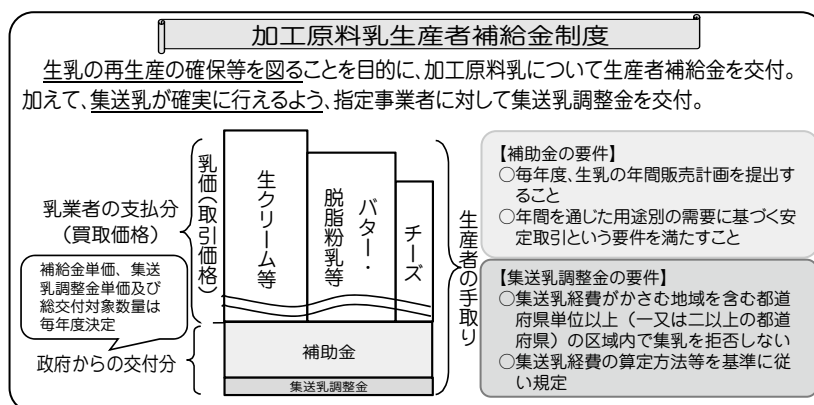 加工原料乳生産者補給金制度
生乳の再生産の確保等を図ることを目的に、加工原料乳について生産者補給金を交付。
加えて、集送乳が確実に行えるよう、指定事業者に対して集送乳調整金を交付。
乳業者の支払分
（買取価格）
補給金単価、集送
乳調整金単価及び
総交付対象数量は
毎年度決定
政府からの交付分
乳価（取引価格）
生クリーム等
バター・
脱脂粉乳等
チーズ
補助金
集送乳調整金
生産者の手取り
【補助金の要件】
○毎年度、生乳の年間販売計画を提出す
ること
○年間を通じた用途別の需要に基づく安
定取引という要件を満たすこと
【集送乳調整金の要件】
○集送乳経費がかさむ地域を含む都道
府県単位以上（一又は二以上の都道
府県）の区域内で集乳を拒否しない
○集送乳経費の算定方法等を基準に従
い規定